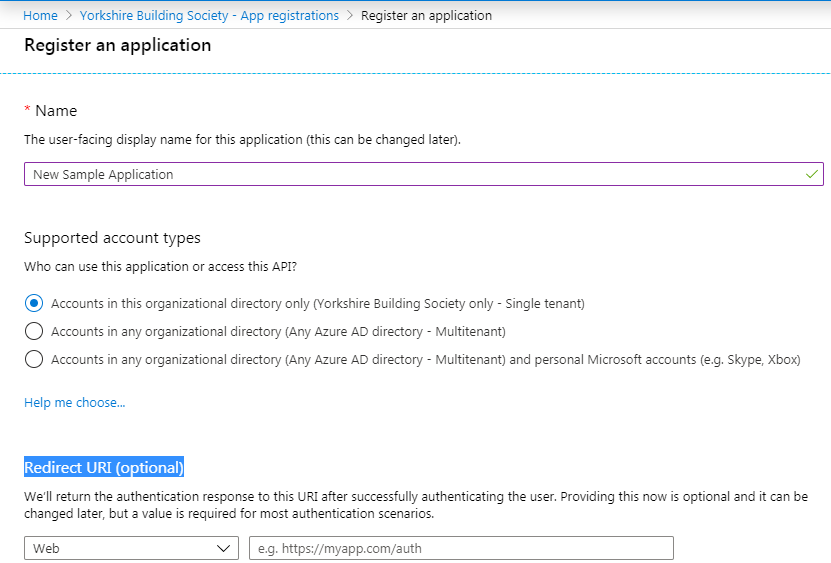 Home > Yorkshire Building Society - App registrations > Register an application
Register an application
* Name
The user-facing display name for this application (this can be changed later).
New Sample Application
Supported account types
Who can use this application or access this API?
Accounts in this organizational directory only (Yorkshire Building Society only - Single tenant)
Accounts in any organizational directory (Any Azure AD directory - Multitenant)
Accounts in any organizational directory (Any Azure AD directory - Multitenant) and personal Microsoft accounts (e.g. Skype, Xbox)
Help me choose...
Redirect URI (optional)
We'll return the authentication response to this URI after successfully authenticating the user. Providing this now is optional and it can be
changed later, but a value is required for most authentication scenarios.
Web e.g. https://myapp.com/auth